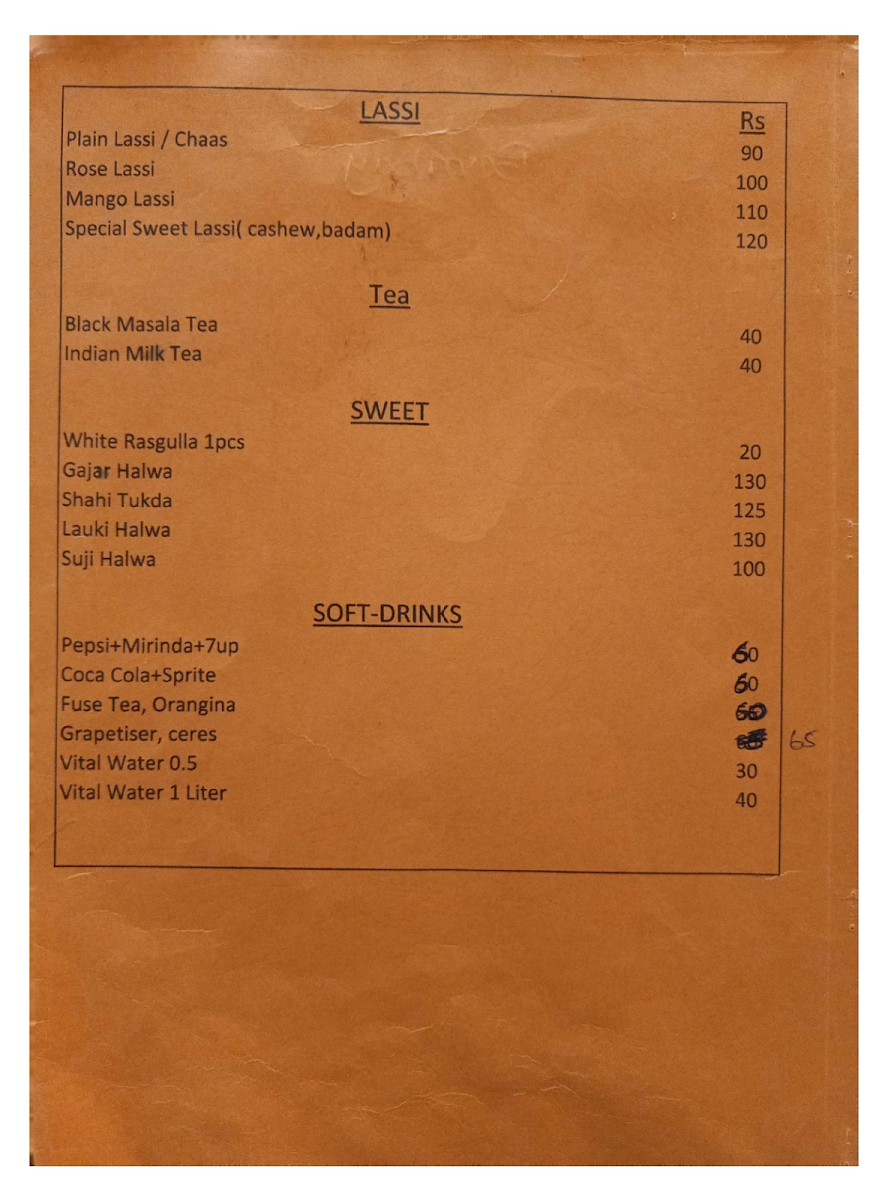 LASSI Rs
Plain Lassi / Chaas 90
Rose Lassi 100
Mango Lassi 110
Special Sweet Lassi( cashew,badam) 120
Tea
Black Masala Tea 40
Indian Milk Tea 40
SWEET
White Rasgulla 1pcs 20
Gajar Halwa 130
Shahi Tukda 125
Lauki Halwa 130
Suji Halwa 100
SOFT-DRINKS
Pepsi+Mirinda+7up 60
Coca Cola+Sprite 60
Fuse Tea, Orangina 60
Grapetiser, ceres 65
Vital Water 0.5 30
Vital Water 1 Liter 40